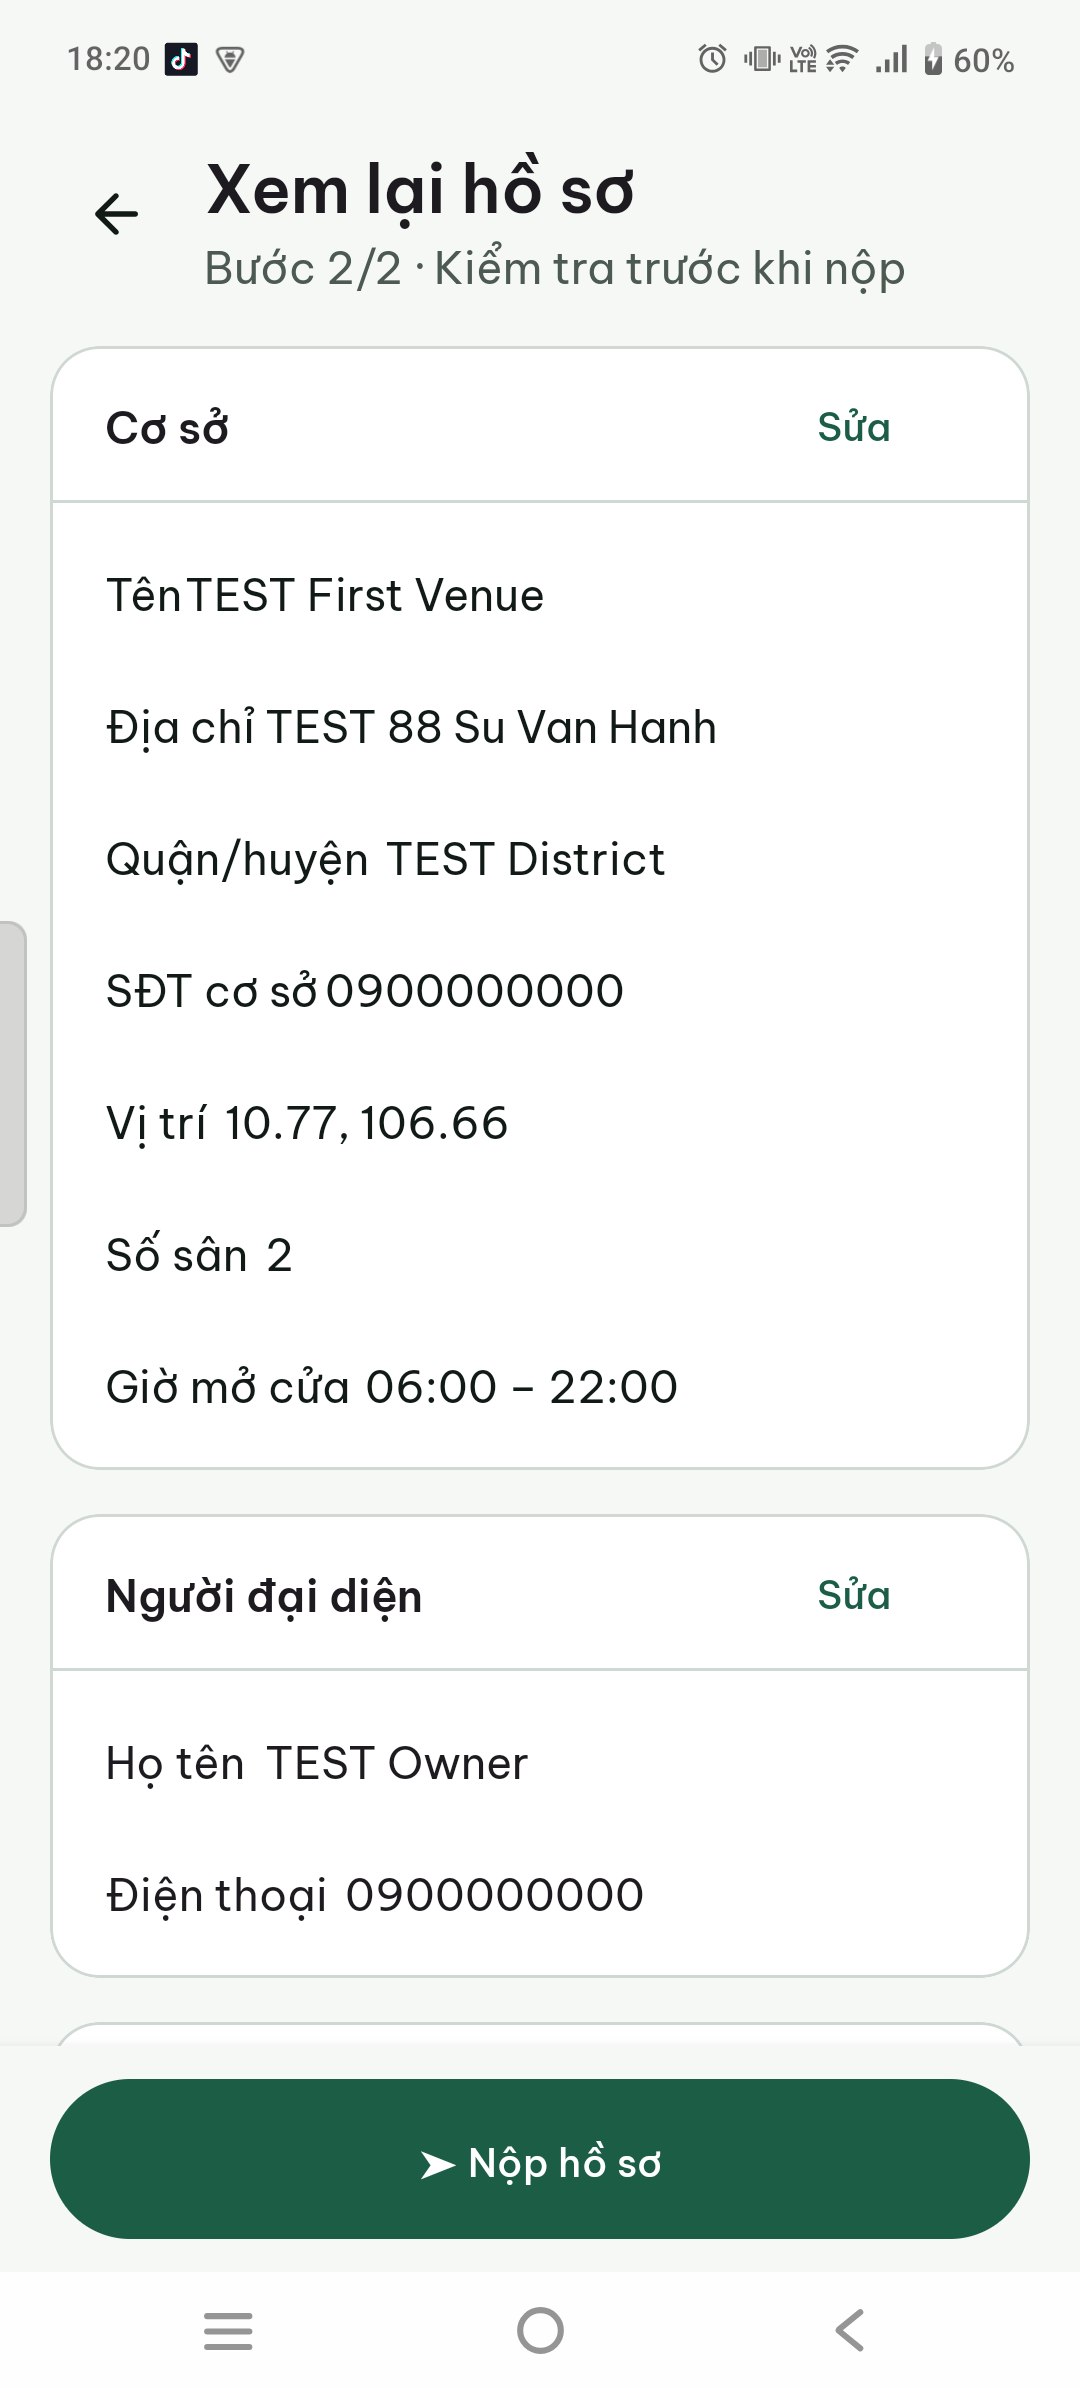 18:20
VoLTE
60%
Xem lại hồ sơ
Bước 2/2 · Kiểm tra trước khi nộp
Cơ sở
Sửa
Tên TEST First Venue
Địa chỉ TEST 88 Su Van Hanh
Quận/huyện TEST District
SĐT cơ sở 0900000000
Vị trí 10.77, 106.66
Số sân 2
Giờ mở cửa 06:00 – 22:00
Người đại diện
Sửa
Họ tên TEST Owner
Điện thoại 0900000000
Nộp hồ sơ